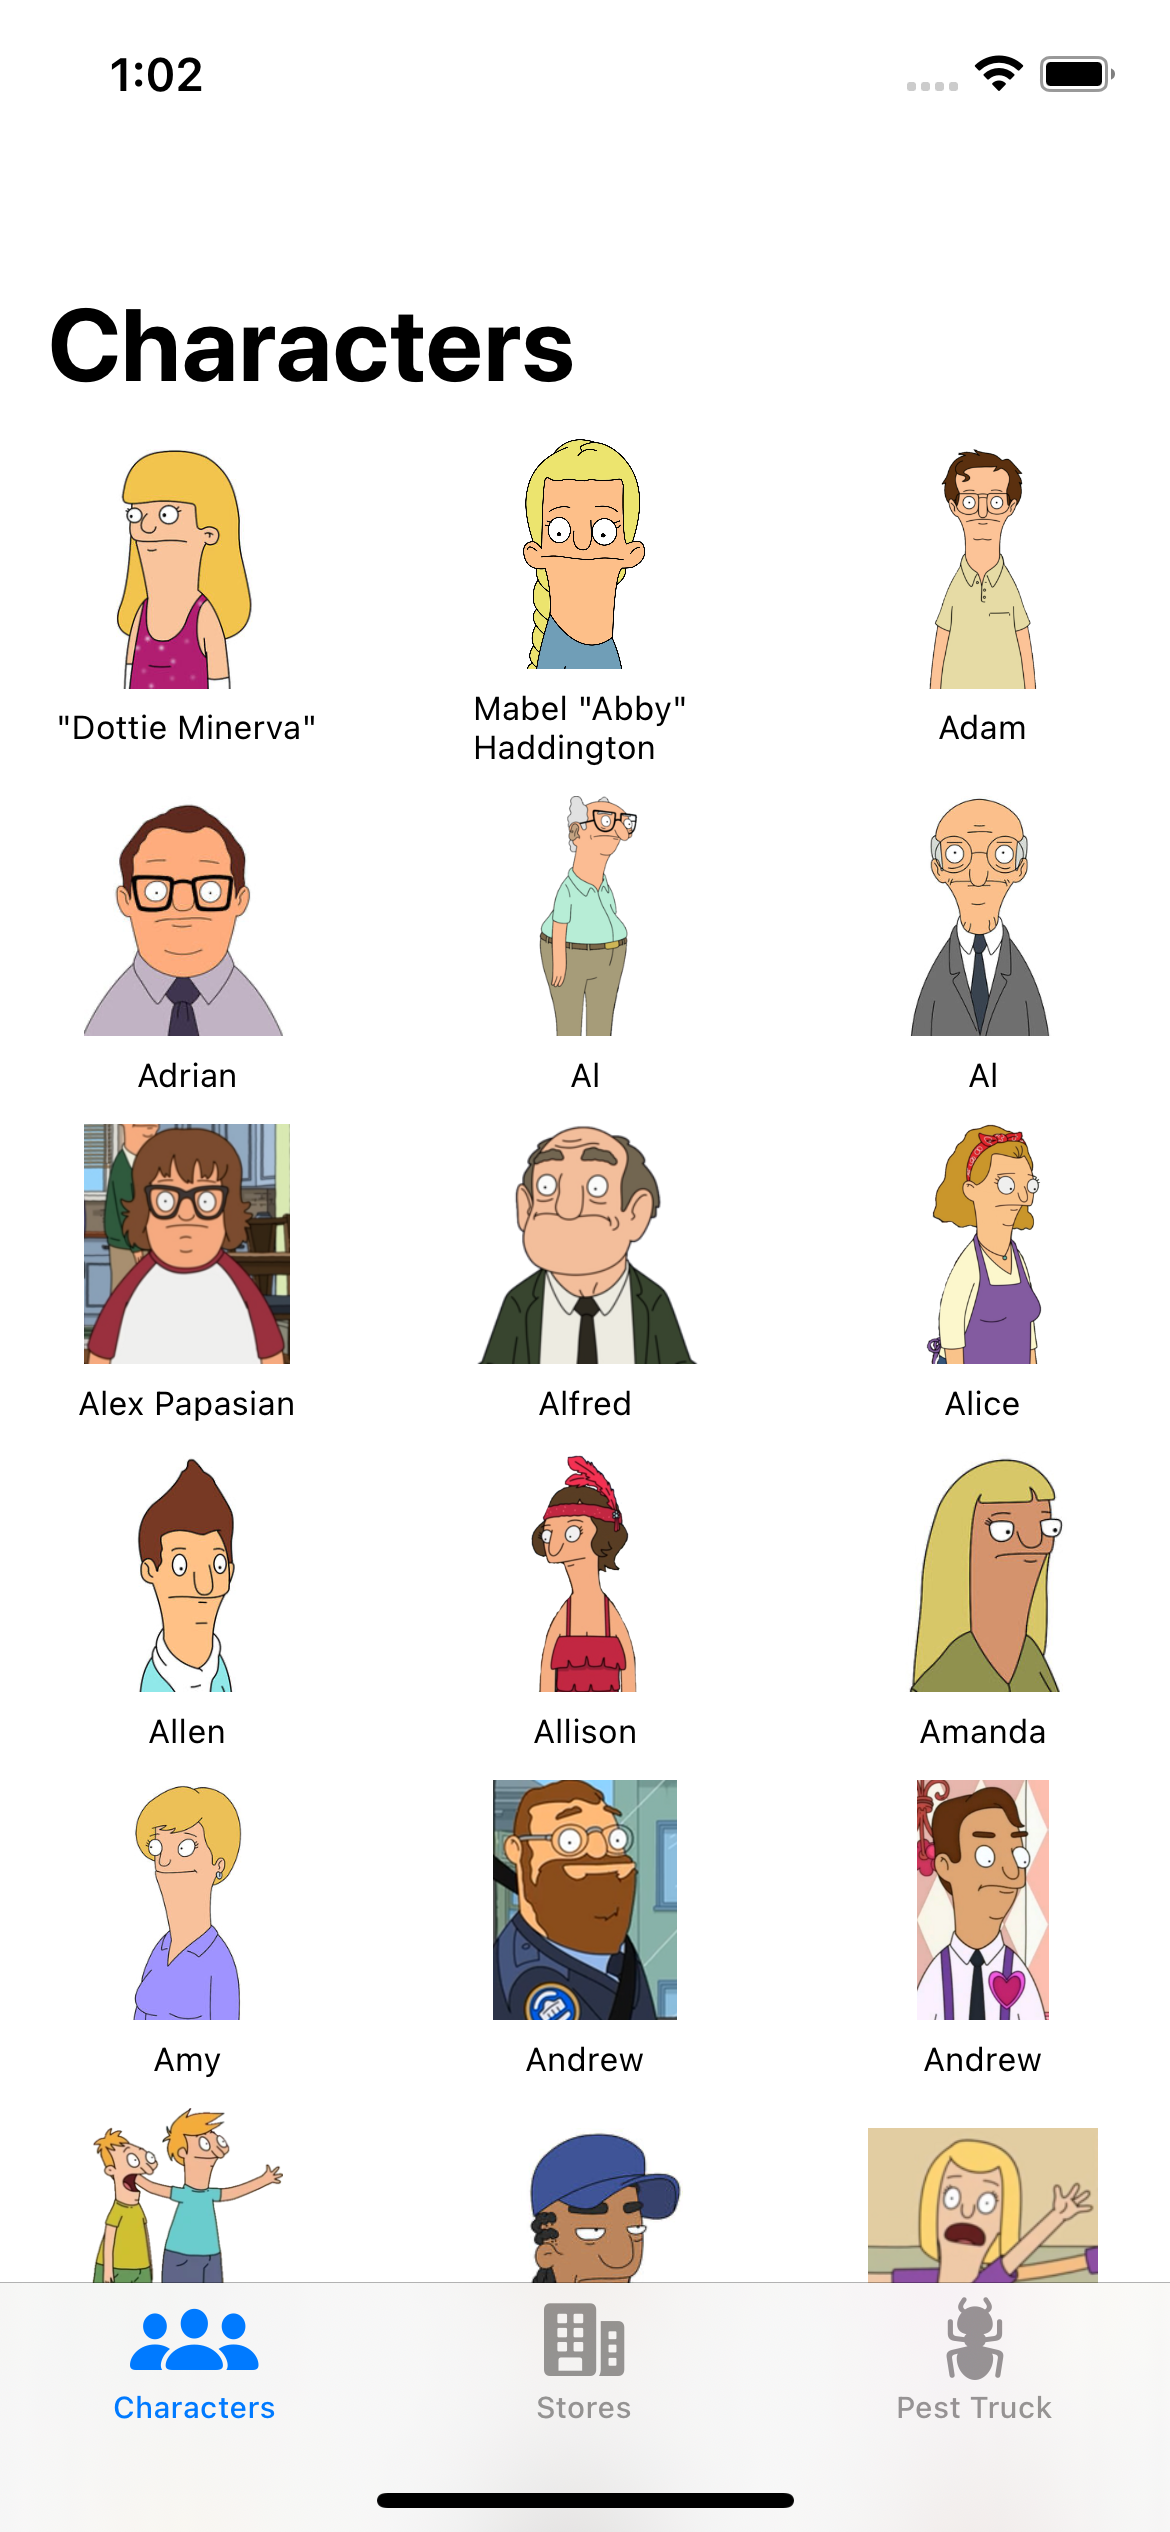 1:02
Characters
"Dottie Minerva"
Mabel "Abby"
Haddington
Adam
Adrian
Al
Al
Alex Papasian
Alfred
Alice
Allen
Allison
Amanda
Amy
Andrew
Andrew
Characters
Stores
Pest Truck